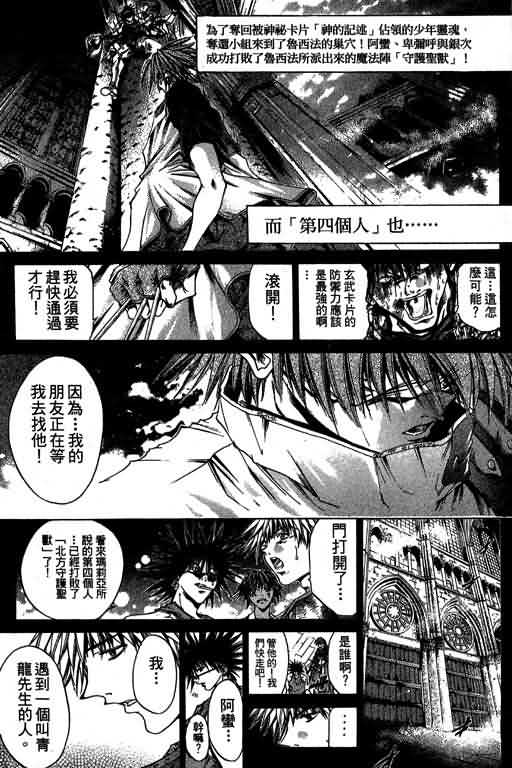 為了奪回被神祕卡片「神的記述」佔領的少年靈魂，
奪還小組來到了魯西法的巢穴！阿蠻、卑彌呼與銀次
成功打敗了魯西法所派出來的魔法陣「守護聖獸」！
而「第四個人」也……
這…這怎
麼可能？
玄武卡片的
防禦力應該
是最強的啊
滾開！
我必須要
趕快通過
才行！
因為…我的
朋友正在等
我去找他！
門打開了…
看來瑪莉亞所
說的第四個人
…已經打敗了
「北方守護聖
獸」了！
是誰啊？
管他的！我
們快走吧！
……
阿蠻！
幹嘛？
我…
遇到一個叫青
龍先生的人。